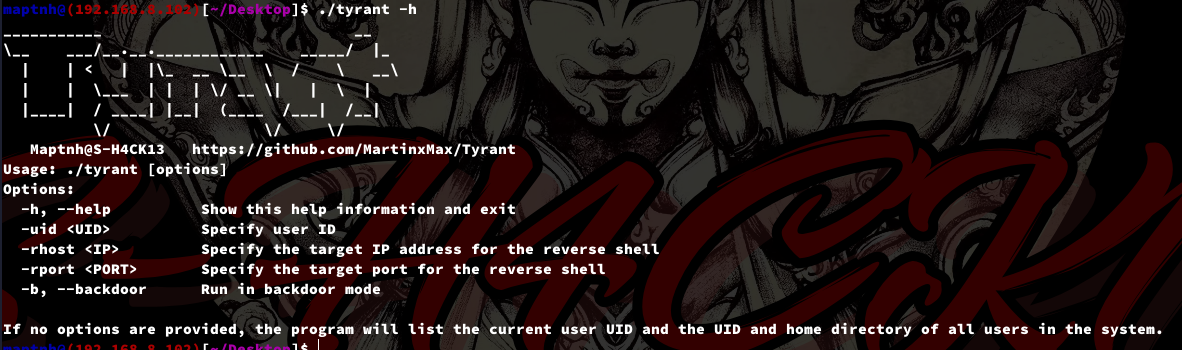 maptnh@(192.168.8.102)[~/Desktop]$ ./tyrant -h
Maptnh@S-H4CK13   https://github.com/MartinxMax/Tyrant
Usage: ./tyrant [options]
Options:
  -h, --help          Show this help information and exit
  -uid <UID>          Specify user ID
  -rhost <IP>         Specify the target IP address for the reverse shell
  -rport <PORT>       Specify the target port for the reverse shell
  -b, --backdoor      Run in backdoor mode
If no options are provided, the program will list the current user UID and the UID and home directory of all users in the system.
maptnh@(192.168.8.102)[~/Desktop]$